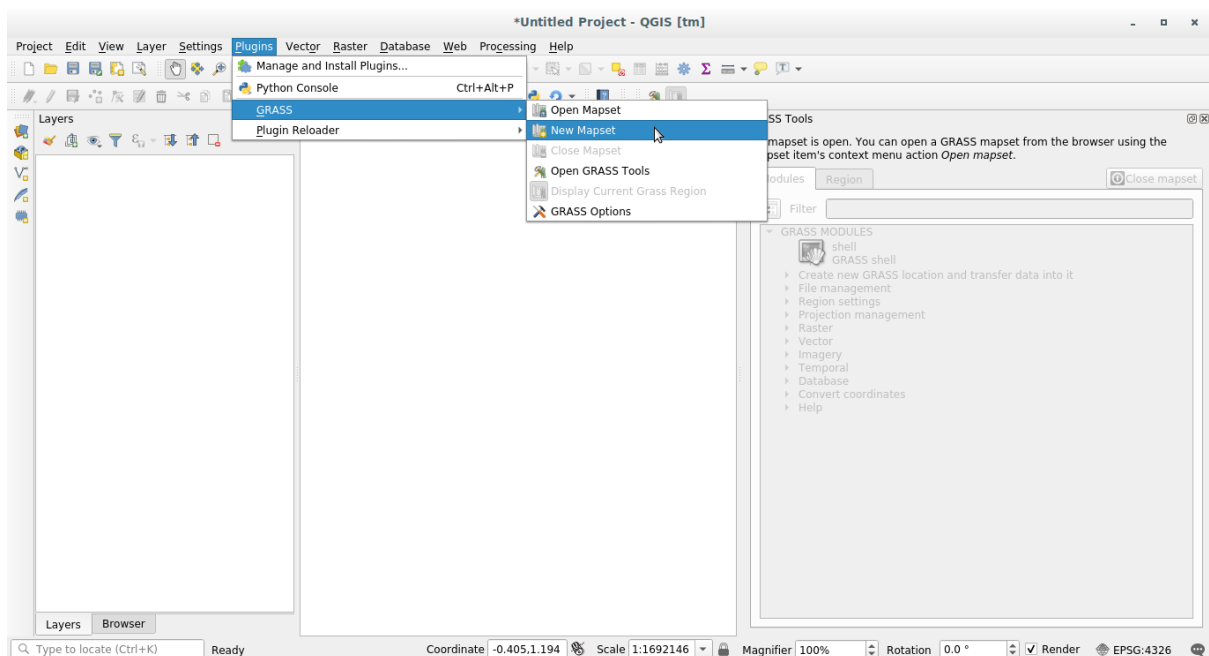 *Untitled Project - QGIS [tm]
Project Edit View Layer Settings Plugins Vector Raster Database Web Processing Help
Manage and Install Plugins...
Python Console Ctrl+Alt+P
GRASS
Plugin Reloader
Open Mapset
New Mapset
Close Mapset
Open GRASS Tools
Display Current Grass Region
GRASS Options
Layers
SS Tools
mapset is open. You can open a GRASS mapset from the browser using the
pset item's context menu action Open mapset.
odules Region Close mapset
Filter
GRASS MODULES
shell
GRASS shell
Create new GRASS location and transfer data into it
File management
Region settings
Projection management
Raster
Vector
Imagery
Temporal
Database
Convert coordinates
Help
Layers Browser
Type to locate (Ctrl+K) Ready Coordinate -0.405,1.194 Scale 1:1692146 Magnifier 100% Rotation 0.0 ° Render EPSG:4326